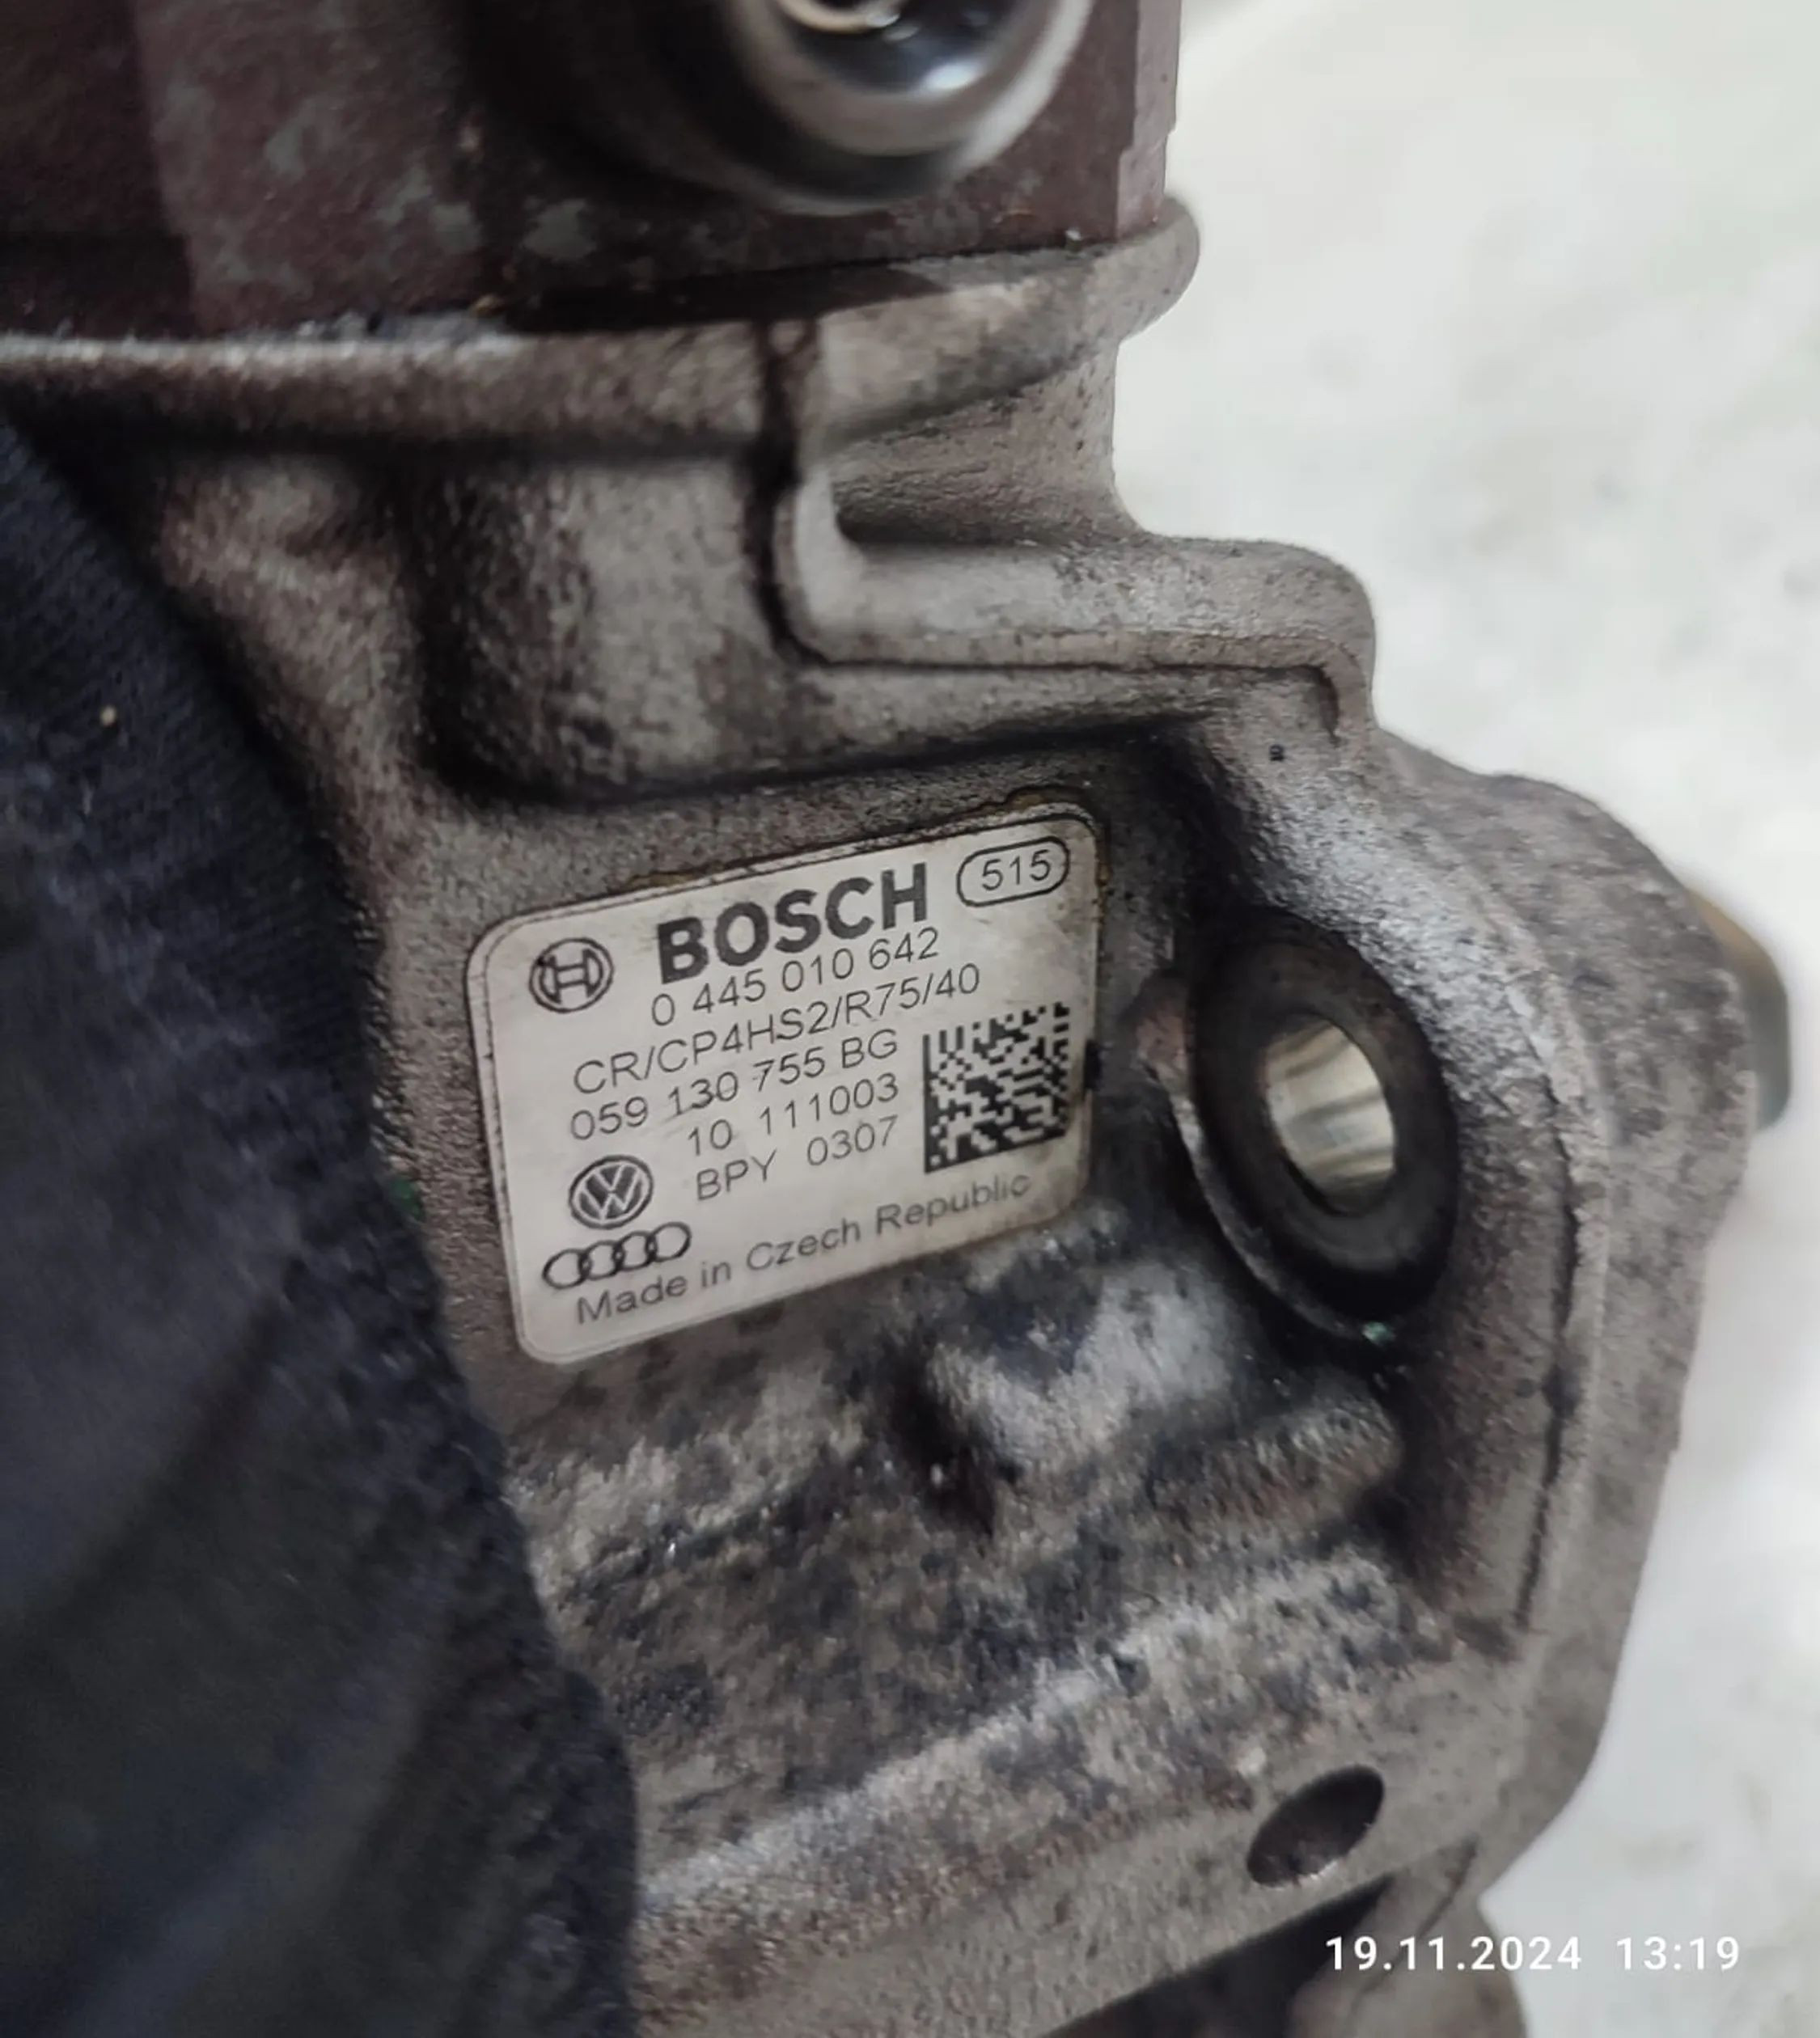 BOSCH 515
0 445 010 642
CR/CP4HS2/R75/40
059 130 755 BG
10 111003
BPY 0307
Made in Czech Republic
19.11.2024 13:19